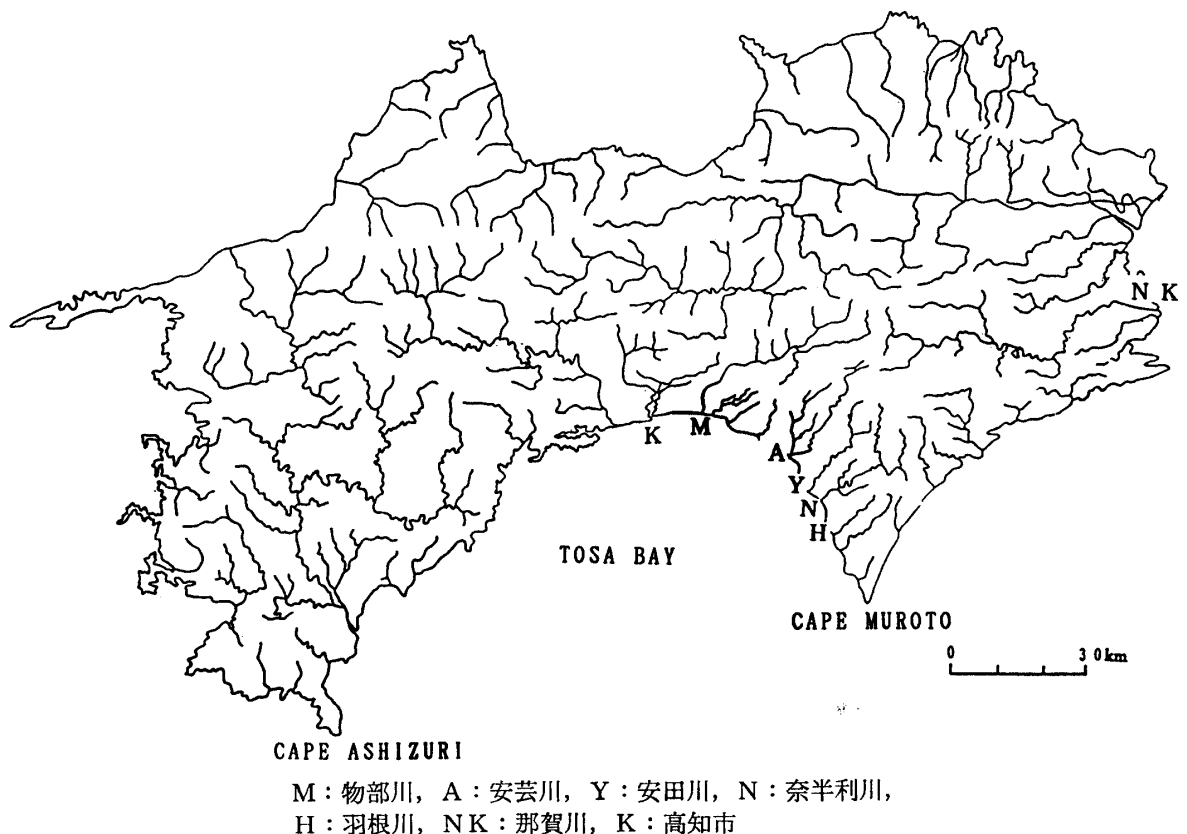 N K
K
M
A
Y
N
H
TOSA BAY
CAPE MUROTO
0 30km
CAPE ASHIZURI
M：物部川， A：安芸川， Y：安田川， N：奈半利川，
H：羽根川， NK：那賀川， K：高知市